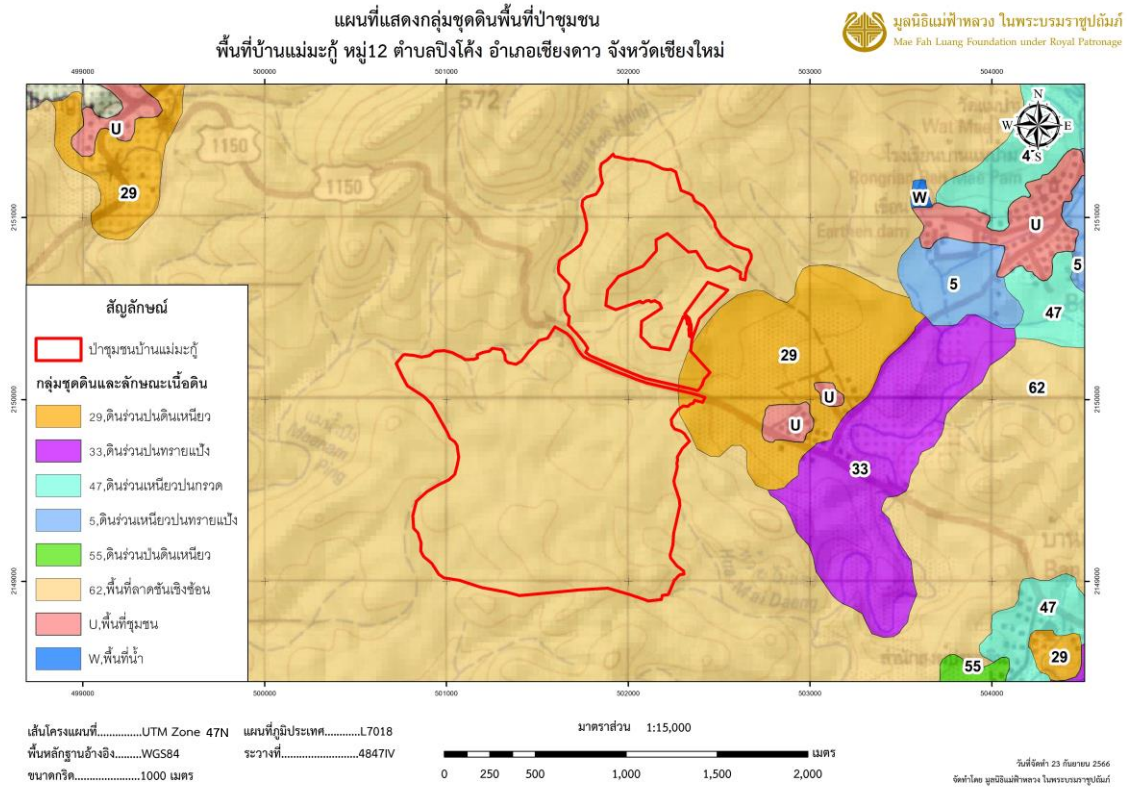 แผนที่แสดงกลุ่มชุดดินพื้นที่ป่าชุมชน
พื้นที่บ้านแม่มะกู้ หมู่12 ตำบลปิงโค้ง อำเภอเชียงดาว จังหวัดเชียงใหม่
มูลนิธิแม่ฟ้าหลวง ในพระบรมราชูปถัมภ์
Mae Fah Luang Foundation under Royal Patronage
499000 500000 501000 502000 503000 504000
N
W E
S
572
1150
1150
U
29
47
W
U
5
5
47
29
62
U
U
33
47
29
55
Wat Mae
Earthen dam
Maenam Ping
Mai Daeng
2151000 2151000
2150000 2150000
2149000 2149000
สัญลักษณ์
ป่าชุมชนบ้านแม่มะกู้
กลุ่มชุดดินและลักษณะเนื้อดิน
29,ดินร่วนปนดินเหนียว
33,ดินร่วนปนทรายแป้ง
47,ดินร่วนเหนียวปนกรวด
5,ดินร่วนเหนียวปนทรายแป้ง
55,ดินร่วนปนดินเหนียว
62,พื้นที่ลาดชันเชิงซ้อน
U,พื้นที่ชุมชน
W,พื้นที่น้ำ
499000 500000 501000 502000 503000 504000
เส้นโครงแผนที่...............UTM Zone 47N แผนที่ภูมิประเทศ............L7018
พื้นหลักฐานอ้างอิง........WGS84 ระวางที่..........................4847IV
ขนาดกริด.....................1000 เมตร
มาตราส่วน 1:15,000
เมตร
0 250 500 1,000 1,500 2,000
วันที่จัดทำ 23 กันยายน 2566
จัดทำโดย มูลนิธิแม่ฟ้าหลวง ในพระบรมราชูปถัมภ์